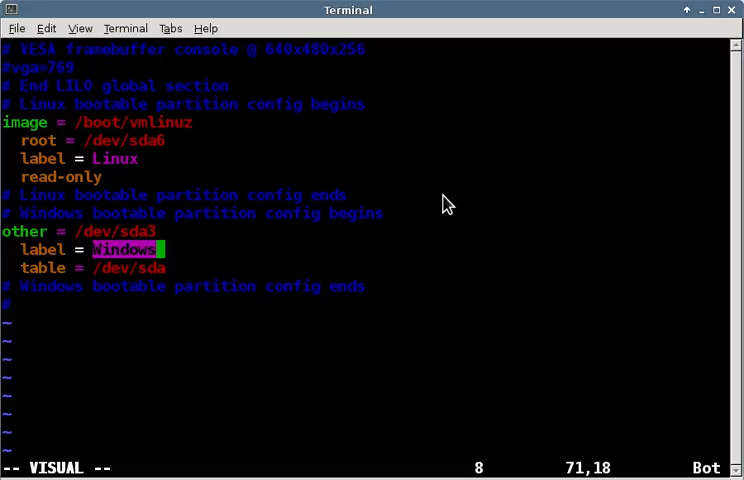 Terminal
File Edit View Terminal Tabs Help
# VESA framebuffer console @ 640x480x256
#vga=769
# End LILO global section
# Linux bootable partition config begins
image = /boot/vmlinuz
  root = /dev/sda6
  label = Linux
  read-only
# Linux bootable partition config ends
# Windows bootable partition config begins
other = /dev/sda3
  label = Windows
  table = /dev/sda
# Windows bootable partition config ends
#
~
~
~
~
~
~
~
~
-- VISUAL -- 8 71,18 Bot